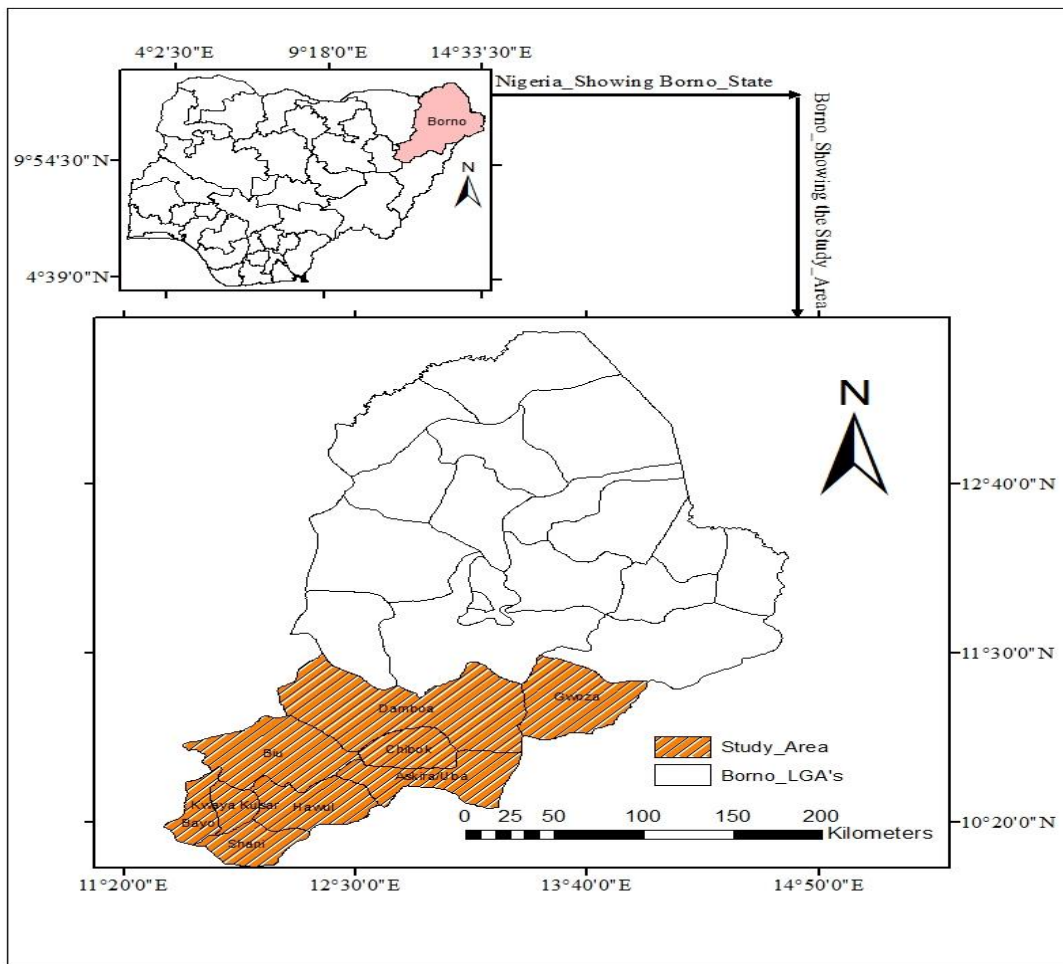 4°2'30"E 9°18'0"E 14°33'30"E
Nigeria_Showing Borno_State
Borno
9°54'30"N
N
4°39'0"N
Borno_Showing the Study_Area
N
12°40'0"N
11°30'0"N
Gwoza
Damboa
Chibok
Biu
Askira/Uba
Study_Area
Borno_LGA's
Kwaya Kusar
Hawul
Bayo
Shani
0 25 50 100 150 200
Kilometers
10°20'0"N
11°20'0"E 12°30'0"E 13°40'0"E 14°50'0"E